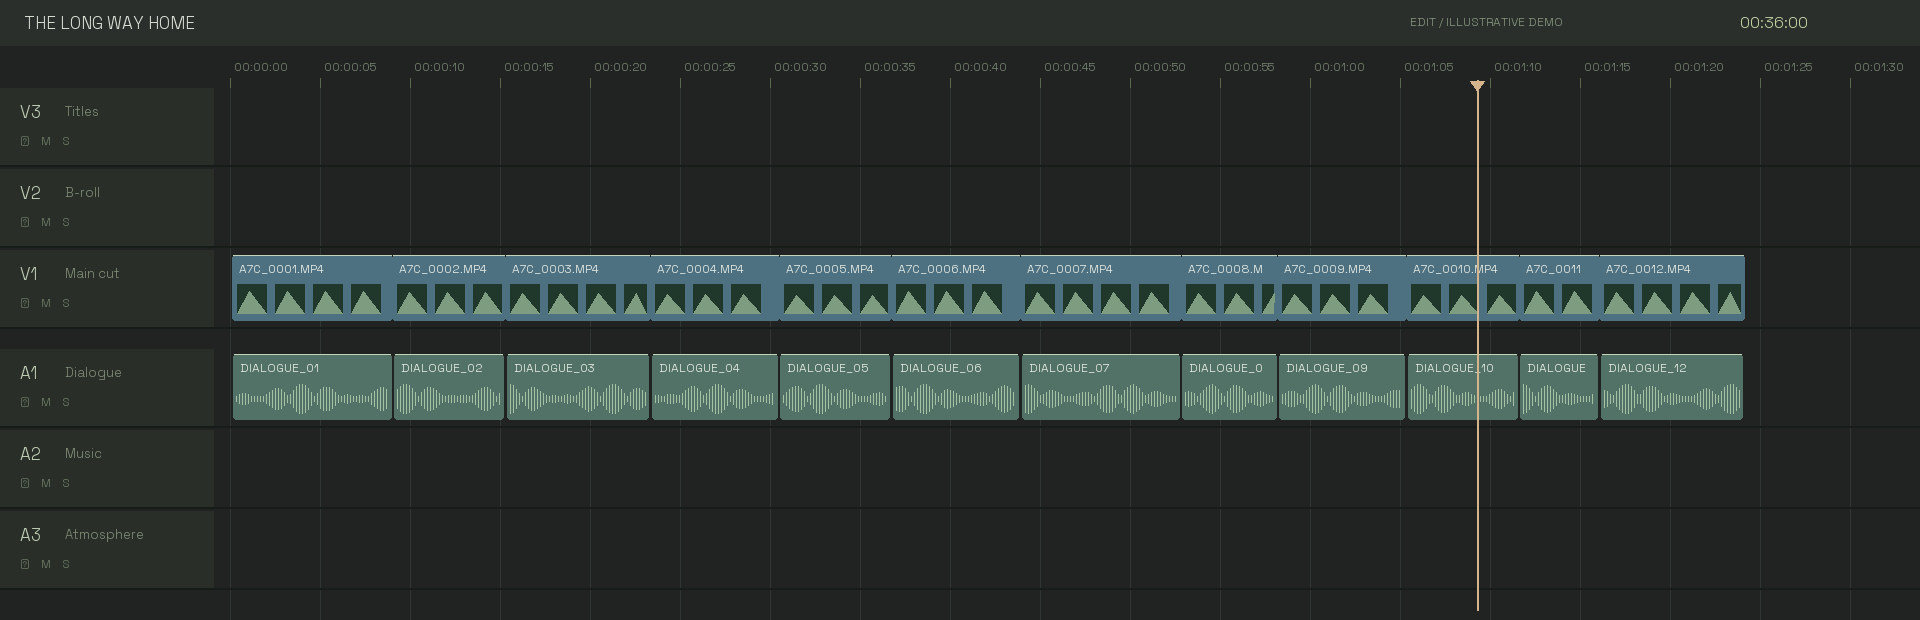 THE LONG WAY HOME
EDIT / ILLUSTRATIVE DEMO
00:36:00
00:00:00 00:00:05 00:00:10 00:00:15 00:00:20 00:00:25 00:00:30 00:00:35 00:00:40 00:00:45 00:00:50 00:00:55 00:01:00 00:01:05 00:01:10 00:01:15 00:01:20 00:01:25 00:01:30
V3 Titles
M S
V2 B-roll
M S
V1 Main cut
M S
A7C_0001.MP4 A7C_0002.MP4 A7C_0003.MP4 A7C_0004.MP4 A7C_0005.MP4 A7C_0006.MP4 A7C_0007.MP4 A7C_0008.M A7C_0009.MP4 A7C_0010.MP4 A7C_0011 A7C_0012.MP4
A1 Dialogue
M S
DIALOGUE_01 DIALOGUE_02 DIALOGUE_03 DIALOGUE_04 DIALOGUE_05 DIALOGUE_06 DIALOGUE_07 DIALOGUE_0 DIALOGUE_09 DIALOGUE_10 DIALOGUE DIALOGUE_12
A2 Music
M S
A3 Atmosphere
M S